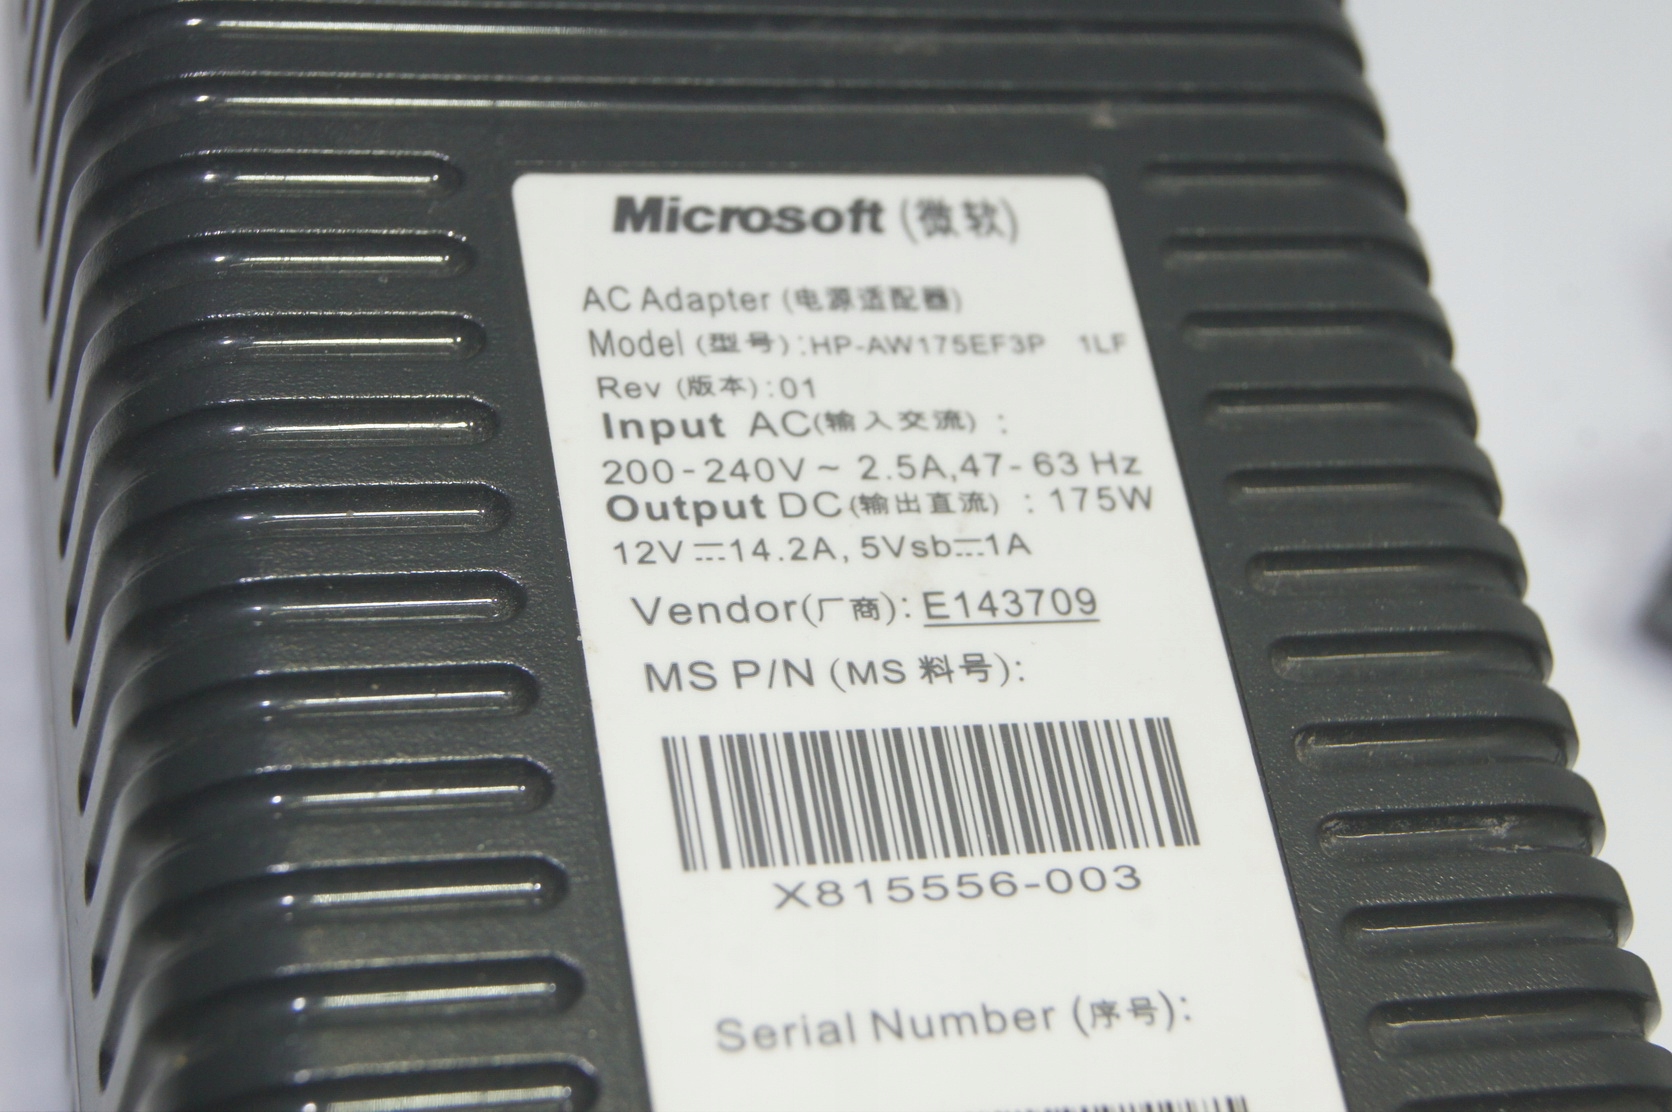 Microsoft (微软)
AC Adapter (电源适配器)
Model (型号):HP-AW175EF3P 1LF
Rev (版本):01
Input AC(输入交流) :
200-240V ~ 2.5A,47-63 Hz
Output DC(输出直流) : 175W
12V⎓14.2A, 5Vsb⎓1A
Vendor(厂商): E143709
MS P/N (MS 料号):
X815556-003
Serial Number (序号):